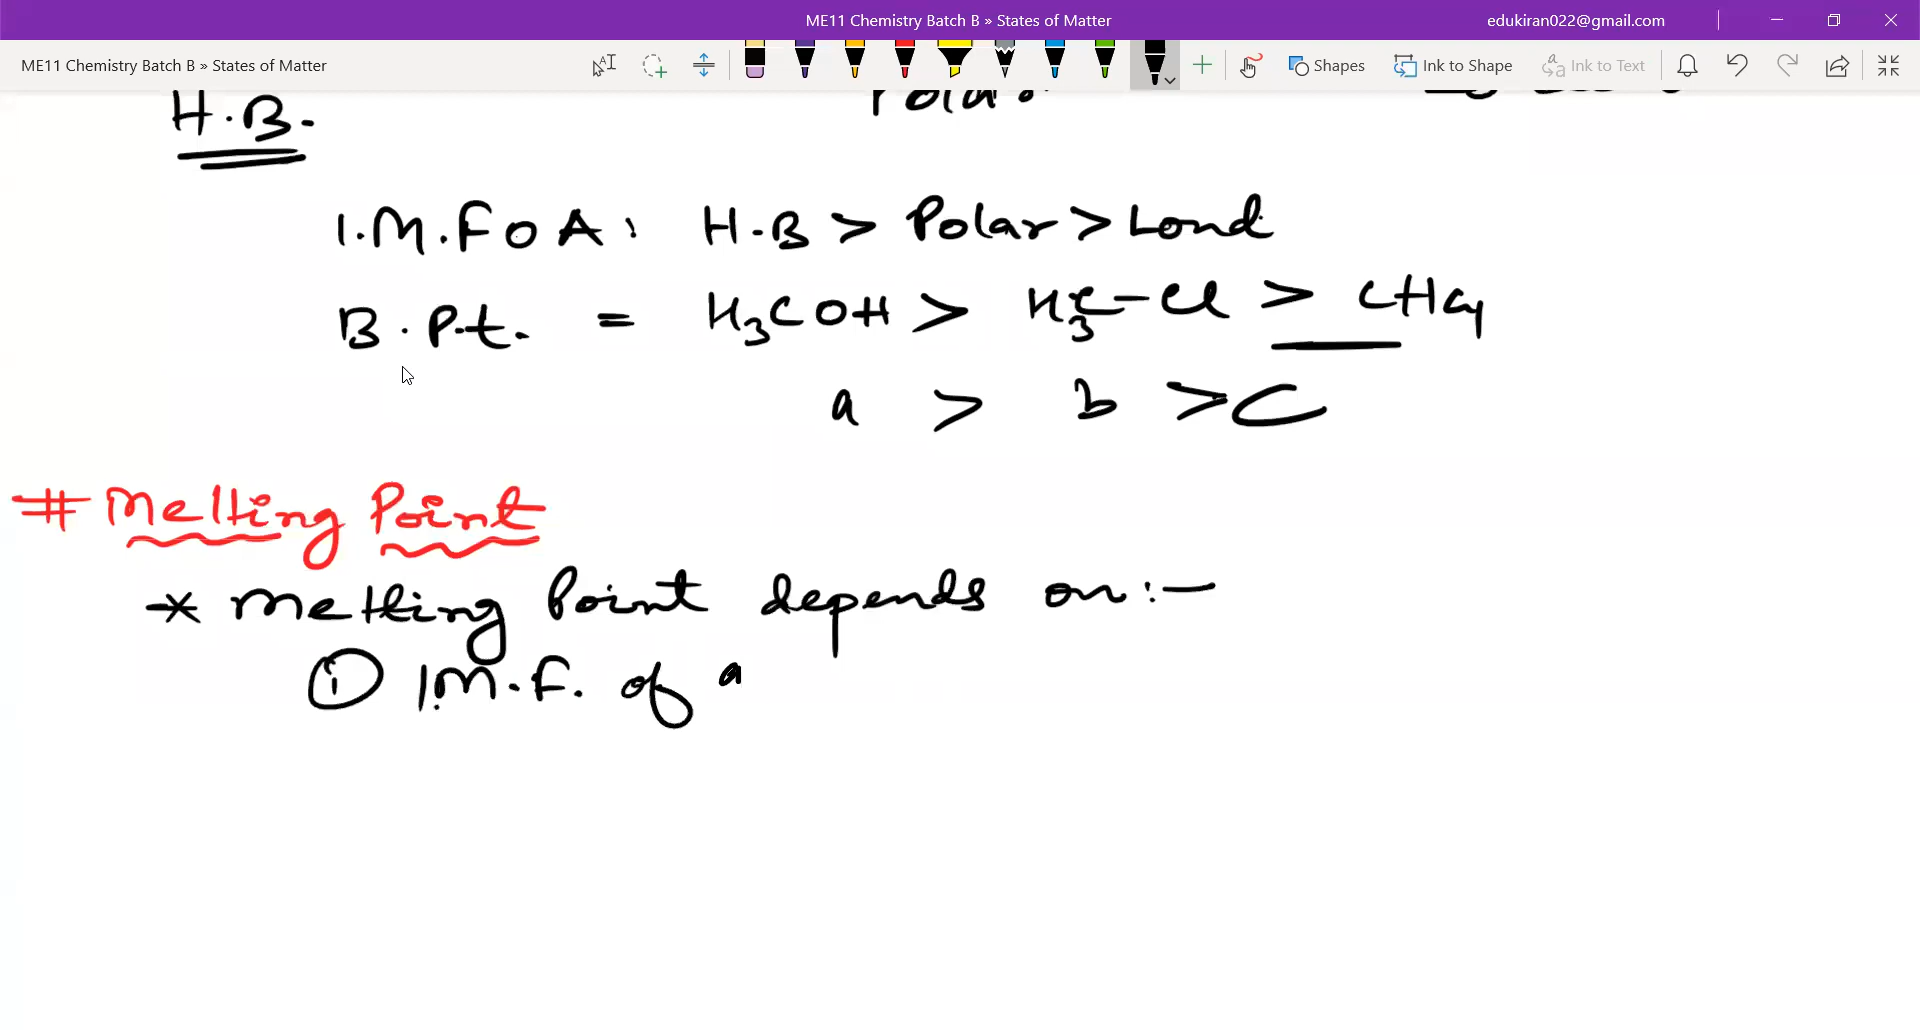 ME11 Chemistry Batch B » States of Matter
edukiran022@gmail.com
ME11 Chemistry Batch B » States of Matter
Shapes
Ink to Shape
Ink to Text
H.B.
Polar
I.M.F O A : H-B > Polar > Lond
B.P.t. = H3COH > H3C-Cl > CH4
a > b > C
# Melting Point
* Melting Point depends on :-
① I.M.F. of a